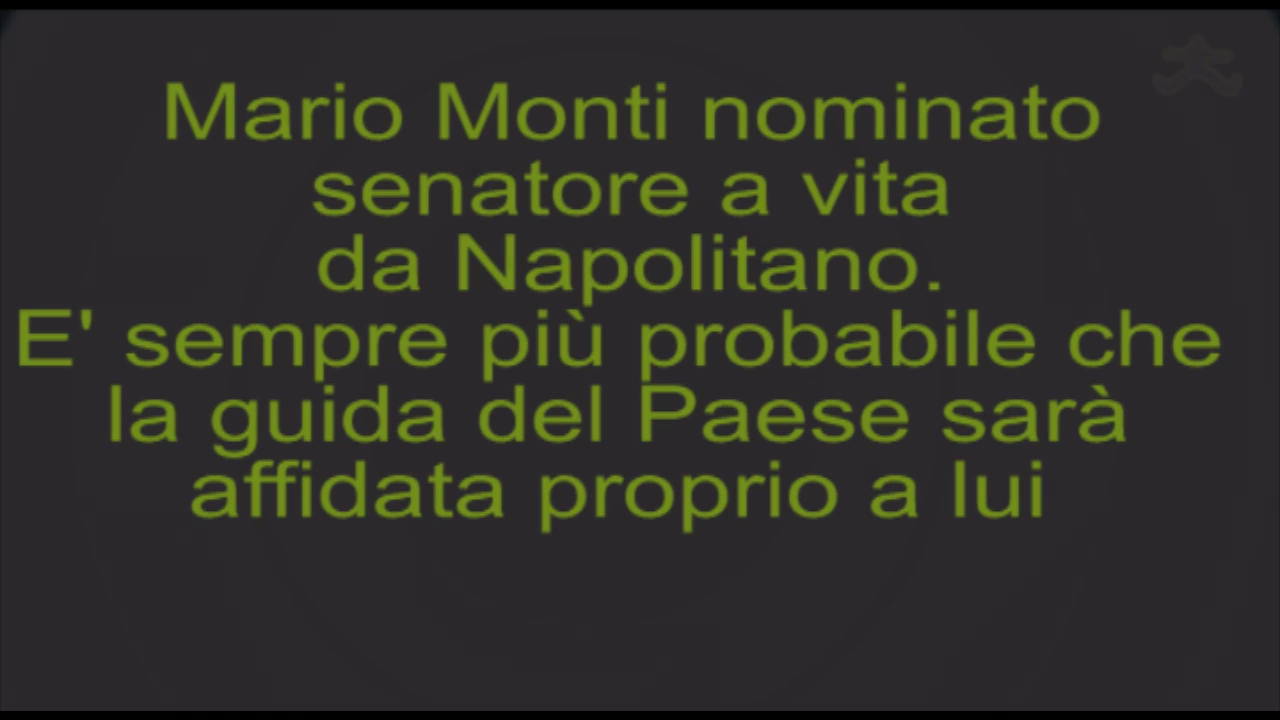 Mario Monti nominato
senatore a vita
da Napolitano.
E' sempre più probabile che
la guida del Paese sarà
affidata proprio a lui